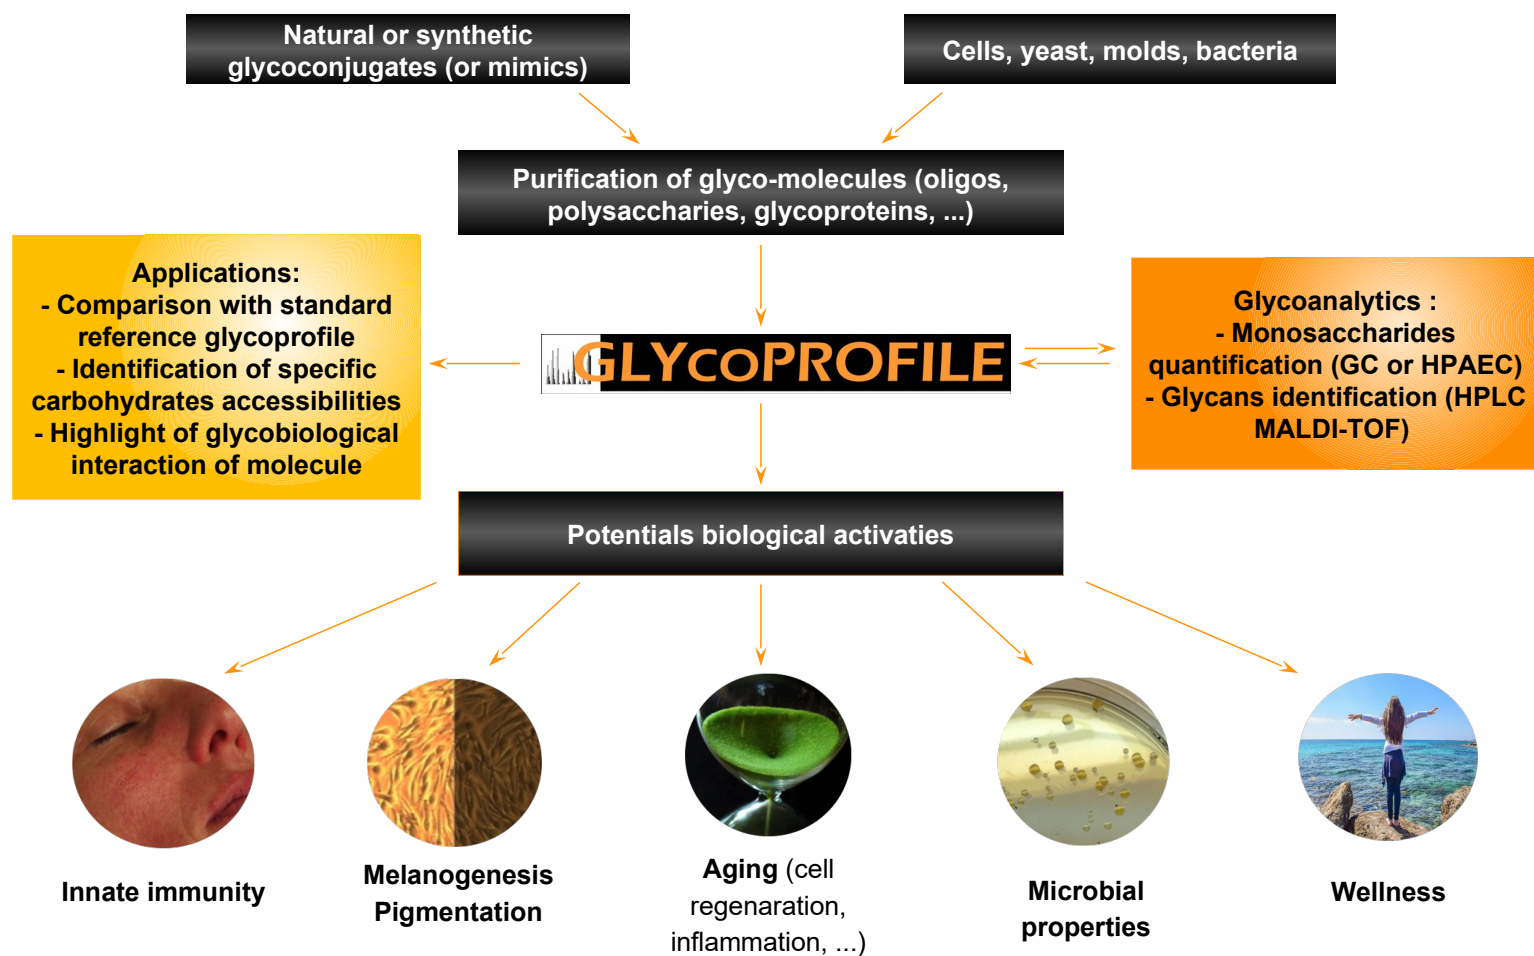 Natural or synthetic
glycoconjugates (or mimics)
Cells, yeast, molds, bacteria
Purification of glyco-molecules (oligos,
polysaccharies, glycoproteins, ...)
Applications:
- Comparison with standard
reference glycoprofile
- Identification of specific
carbohydrates accessibilities
- Highlight of glycobiological
interaction of molecule
GLYcoPROFILE
Glycoanalytics :
- Monosaccharides
quantification (GC or HPAEC)
- Glycans identification (HPLC
MALDI-TOF)
Potentials biological activaties
Innate immunity
Melanogenesis
Pigmentation
Aging (cell
regenaration,
inflammation, ...)
Microbial
properties
Wellness